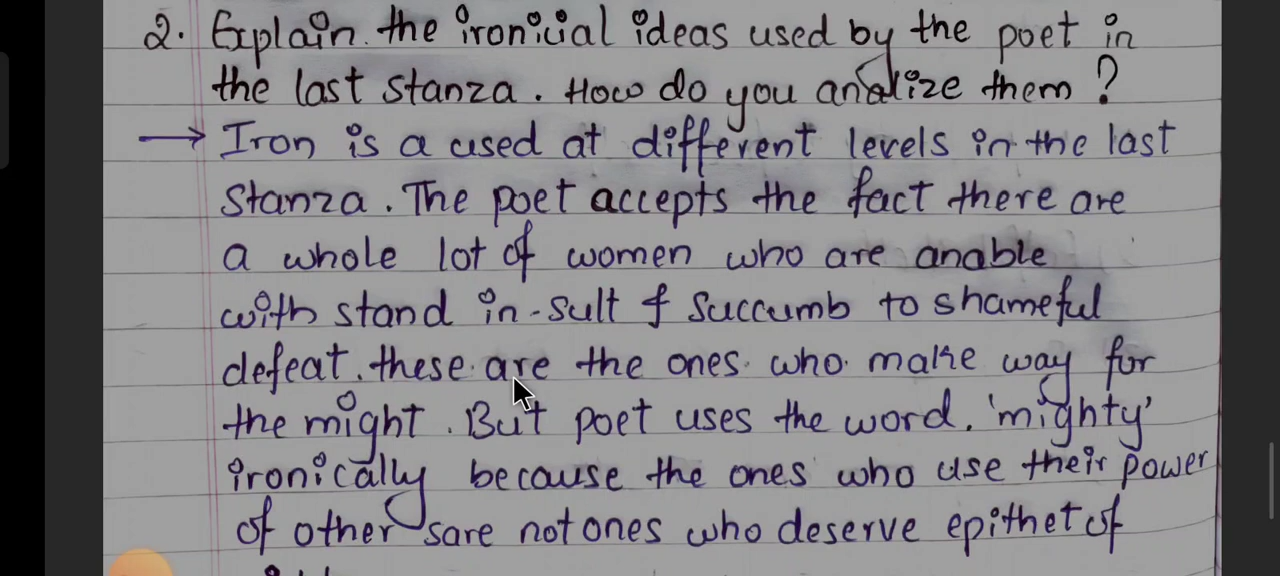 2. Explain the ironicial ideas used by the poet in
the last stanza. How do you analize them ?
→ Iron is a used at different levels in the last
stanza. The poet accepts the fact there are
a whole lot of women who are anable
with stand in-sult & succumb to shameful
defeat. these are the ones who make way for
the might. But poet uses the word, 'mighty'
ironically because the ones who use their power
of other sare not ones who deserve epithet of